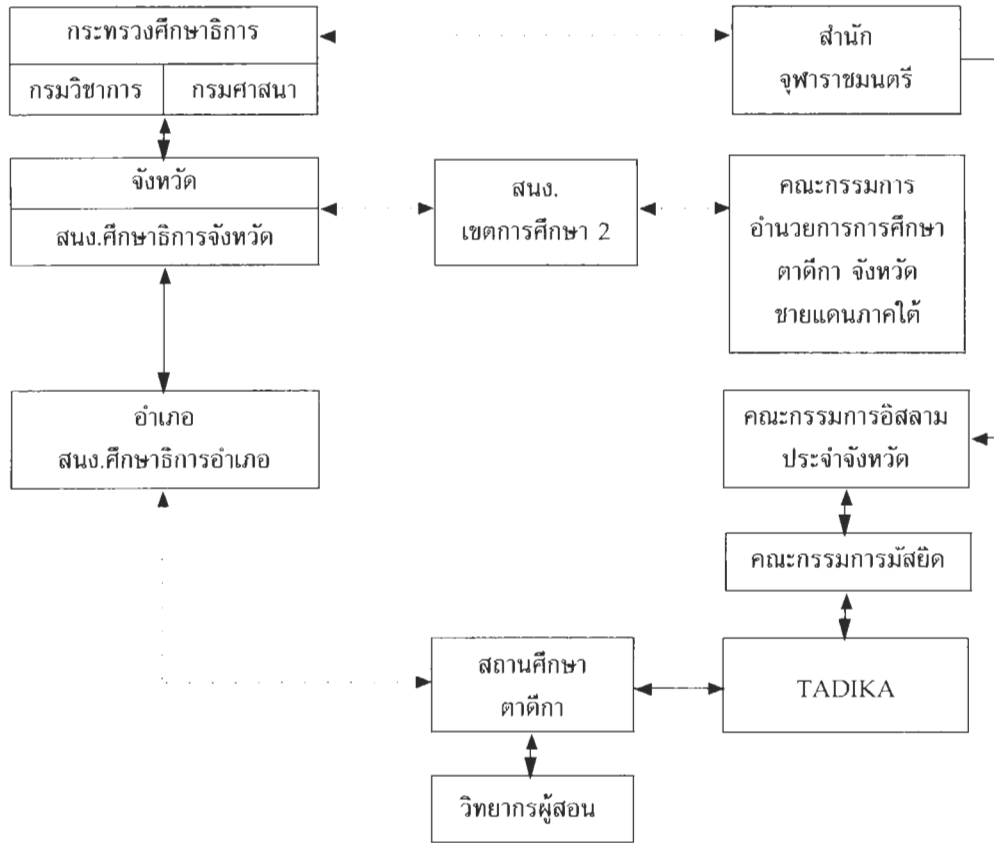 กระทรวงศึกษาธิการ
กรมวิชาการ
กรมศาสนา
สำนัก
จุฬาราชมนตรี
จังหวัด
สนง.ศึกษาธิการจังหวัด
สนง.
เขตการศึกษา 2
คณะกรรมการ
อำนวยการการศึกษา
ตาดีกา จังหวัด
ชายแดนภาคใต้
อำเภอ
สนง.ศึกษาธิการอำเภอ
คณะกรรมการอิสลาม
ประจำจังหวัด
คณะกรรมการมัสยิด
สถานศึกษา
ตาดีกา
TADIKA
วิทยากรผู้สอน